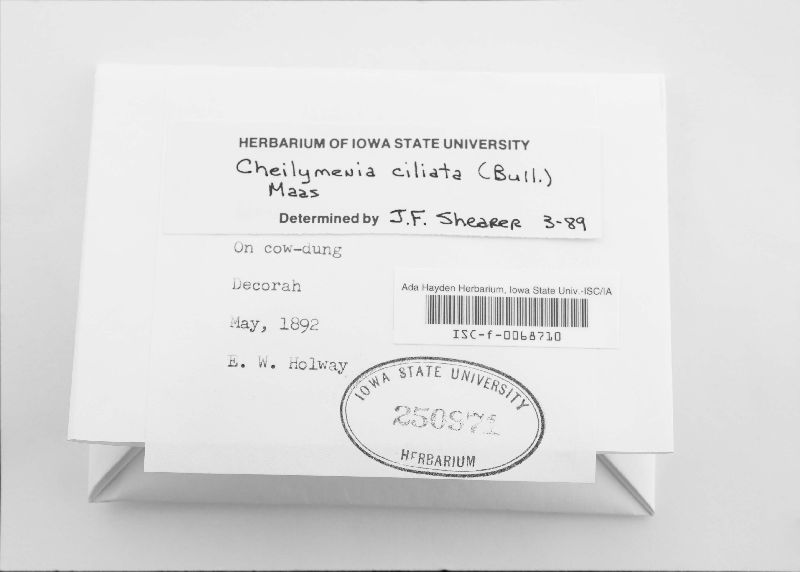 HERBARIUM OF IOWA STATE UNIVERSITY
Cheilymenia ciliata (Bull.)
Maas
Determined by J.F. Shearer 3-89
On cow-dung
Decorah
May, 1892
E. W. Holway
Ada Hayden Herbarium, Iowa State Univ.-ISC/IA
ISC-f-0068710
IOWA STATE UNIVERSITY
250971
HERBARIUM